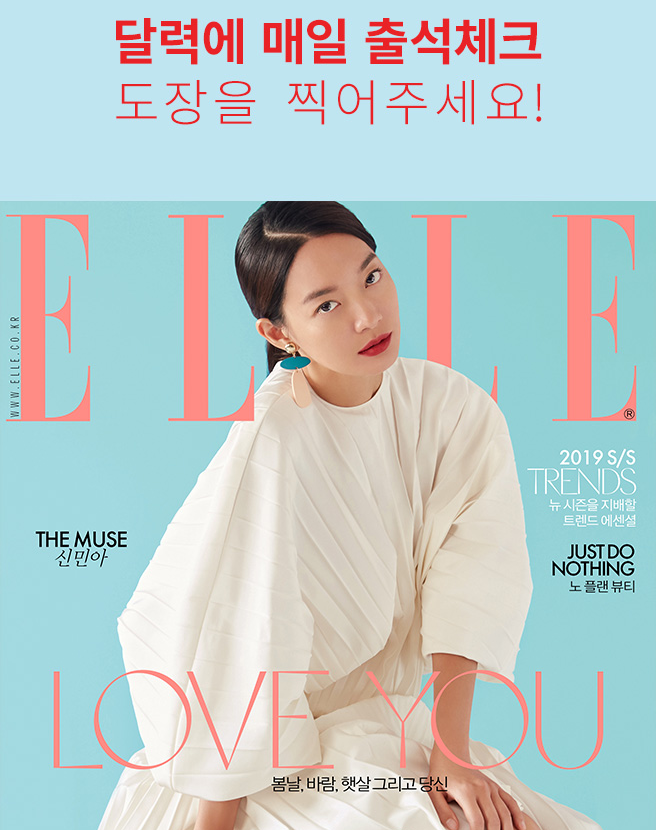 달력에 매일 출석체크
도장을 찍어주세요!
ELLE
®
WWW.ELLE.CO.KR
2019 S/S
TRENDS
뉴 시즌을 지배할
트렌드 에센셜
THE MUSE
신민아
JUST DO
NOTHING
노 플랜 뷰티
LOVE YOU
봄날, 바람, 햇살 그리고 당신